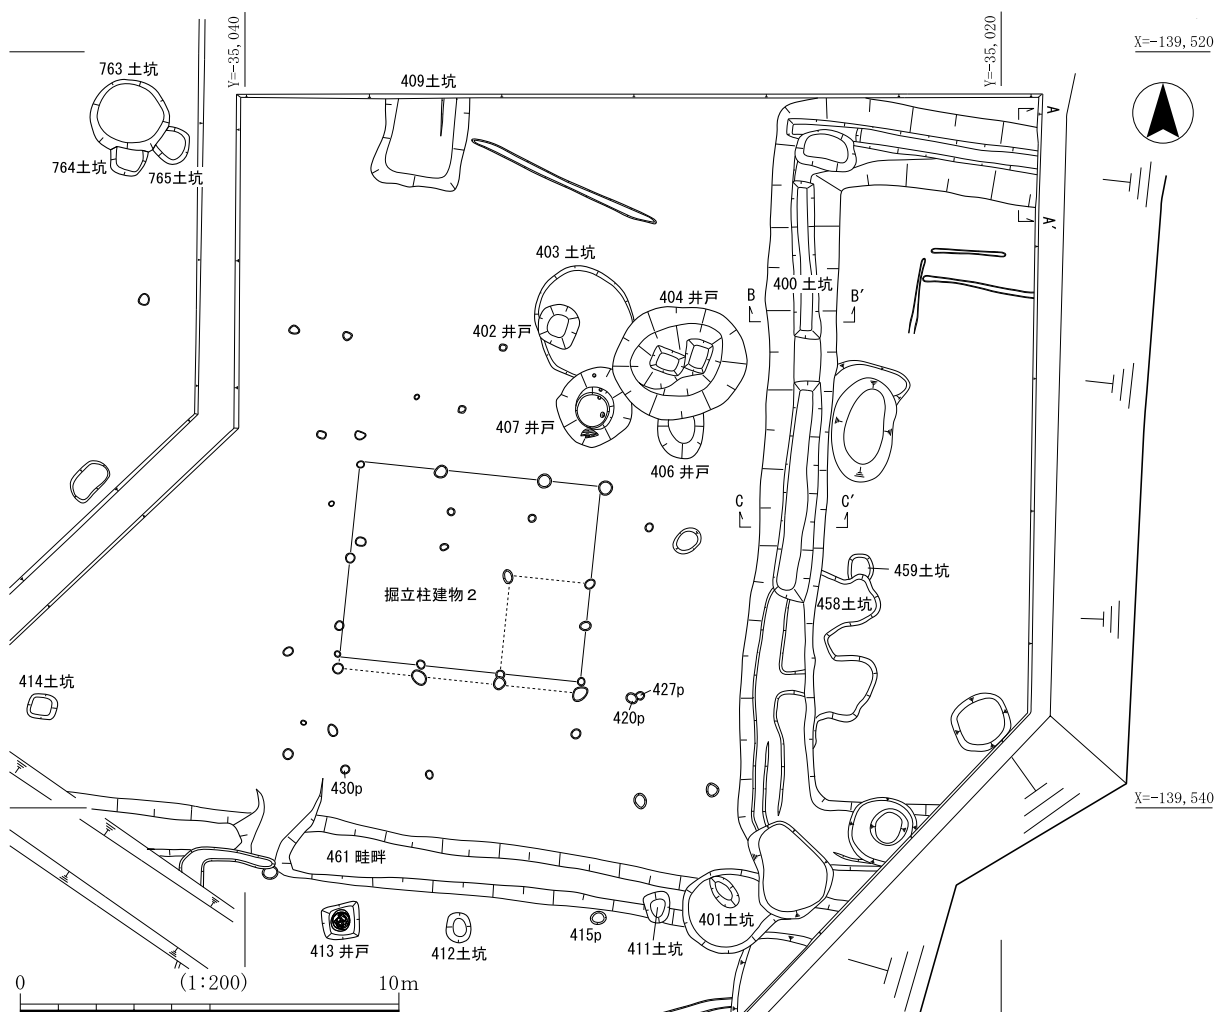 Y=-35,040
Y=-35,020
X=-139,520
763 土坑
409土坑
A
764土坑
765土坑
A′
403 土坑
400 土坑
404 井戸
B
B′
402 井戸
407 井戸
406 井戸
C
C′
459土坑
掘立柱建物２
458土坑
414土坑
427p
420p
430p
X=-139,540
461 畦畔
401土坑
413 井戸
412土坑
415p
411土坑
0
(1:200)
10m